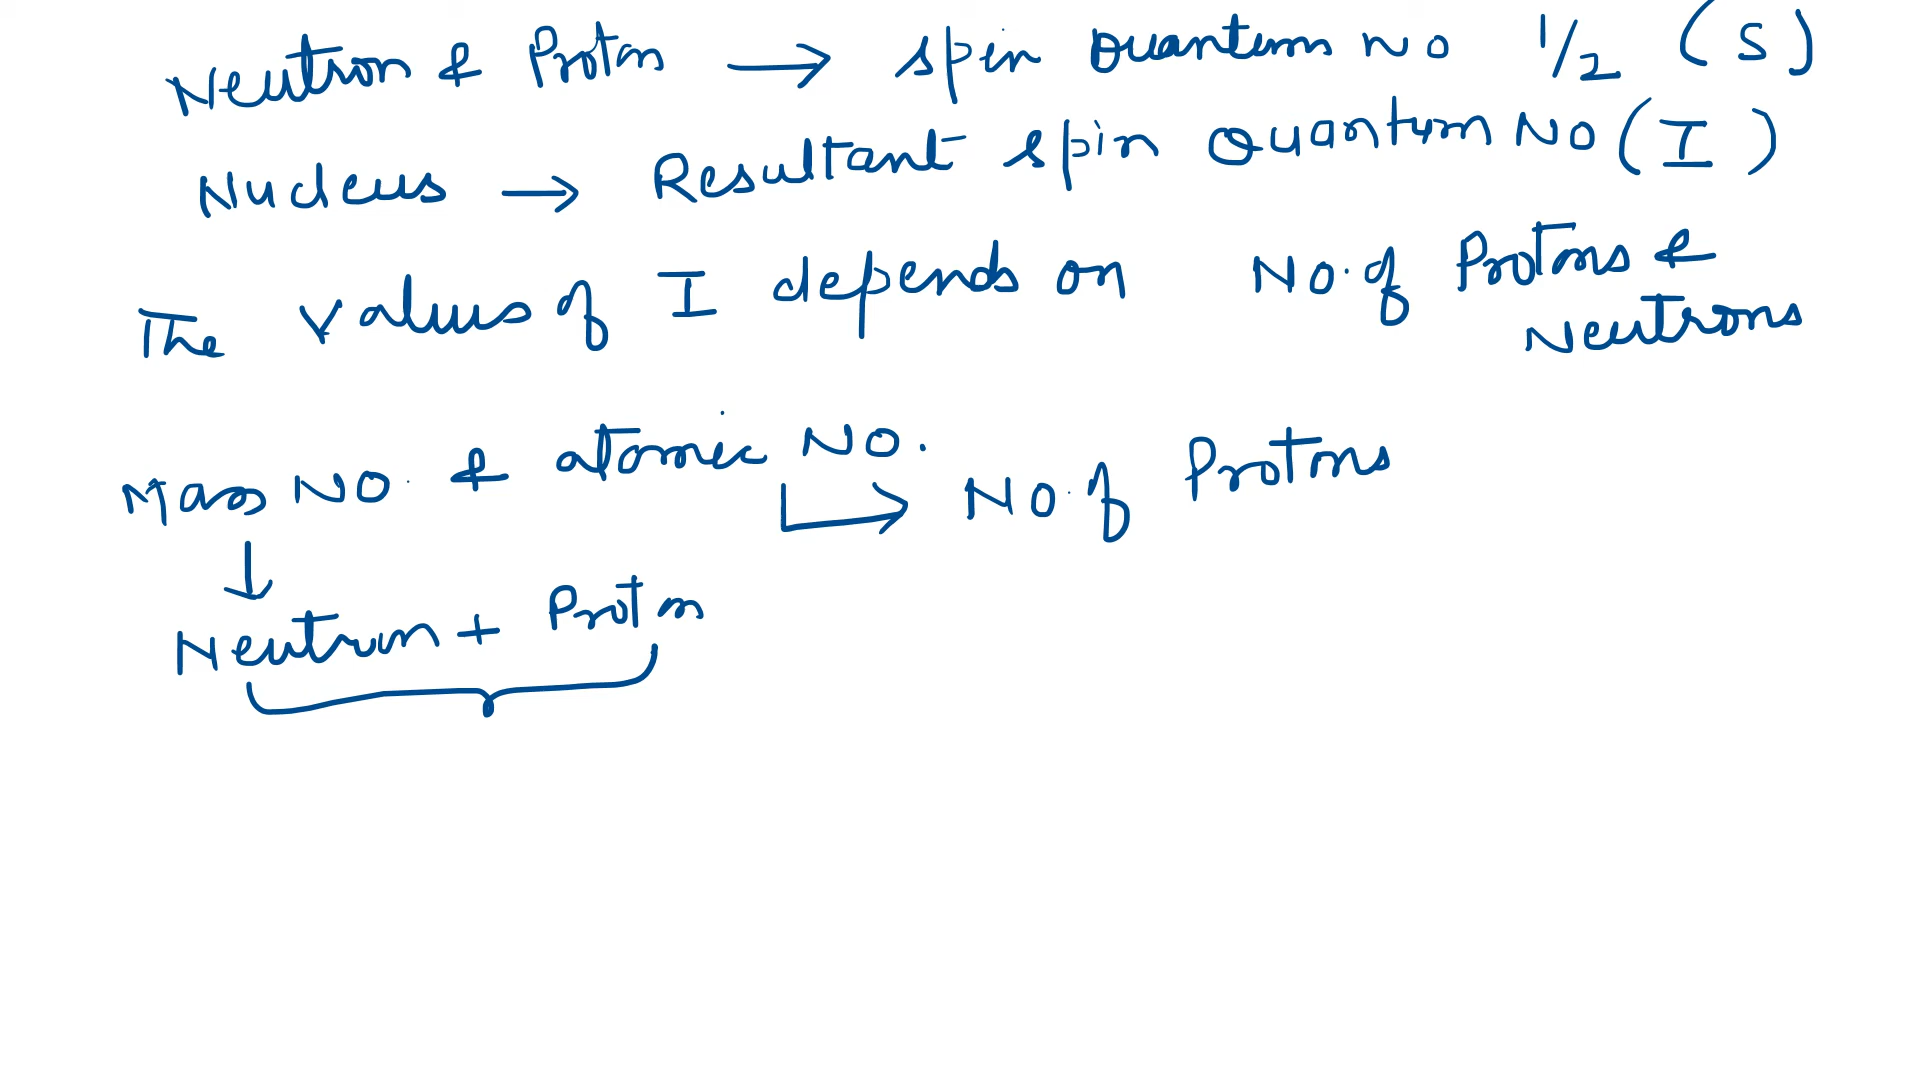 Neutron & Proton → spin Quantum no 1/2 (S)
Nucleus → Resultant spin Quantum No (I)
The values of I depends on No. of Protons &
Neutrons
Mass No. & atomic No.
↳ No. of Protons
↓
Neutron + Proton